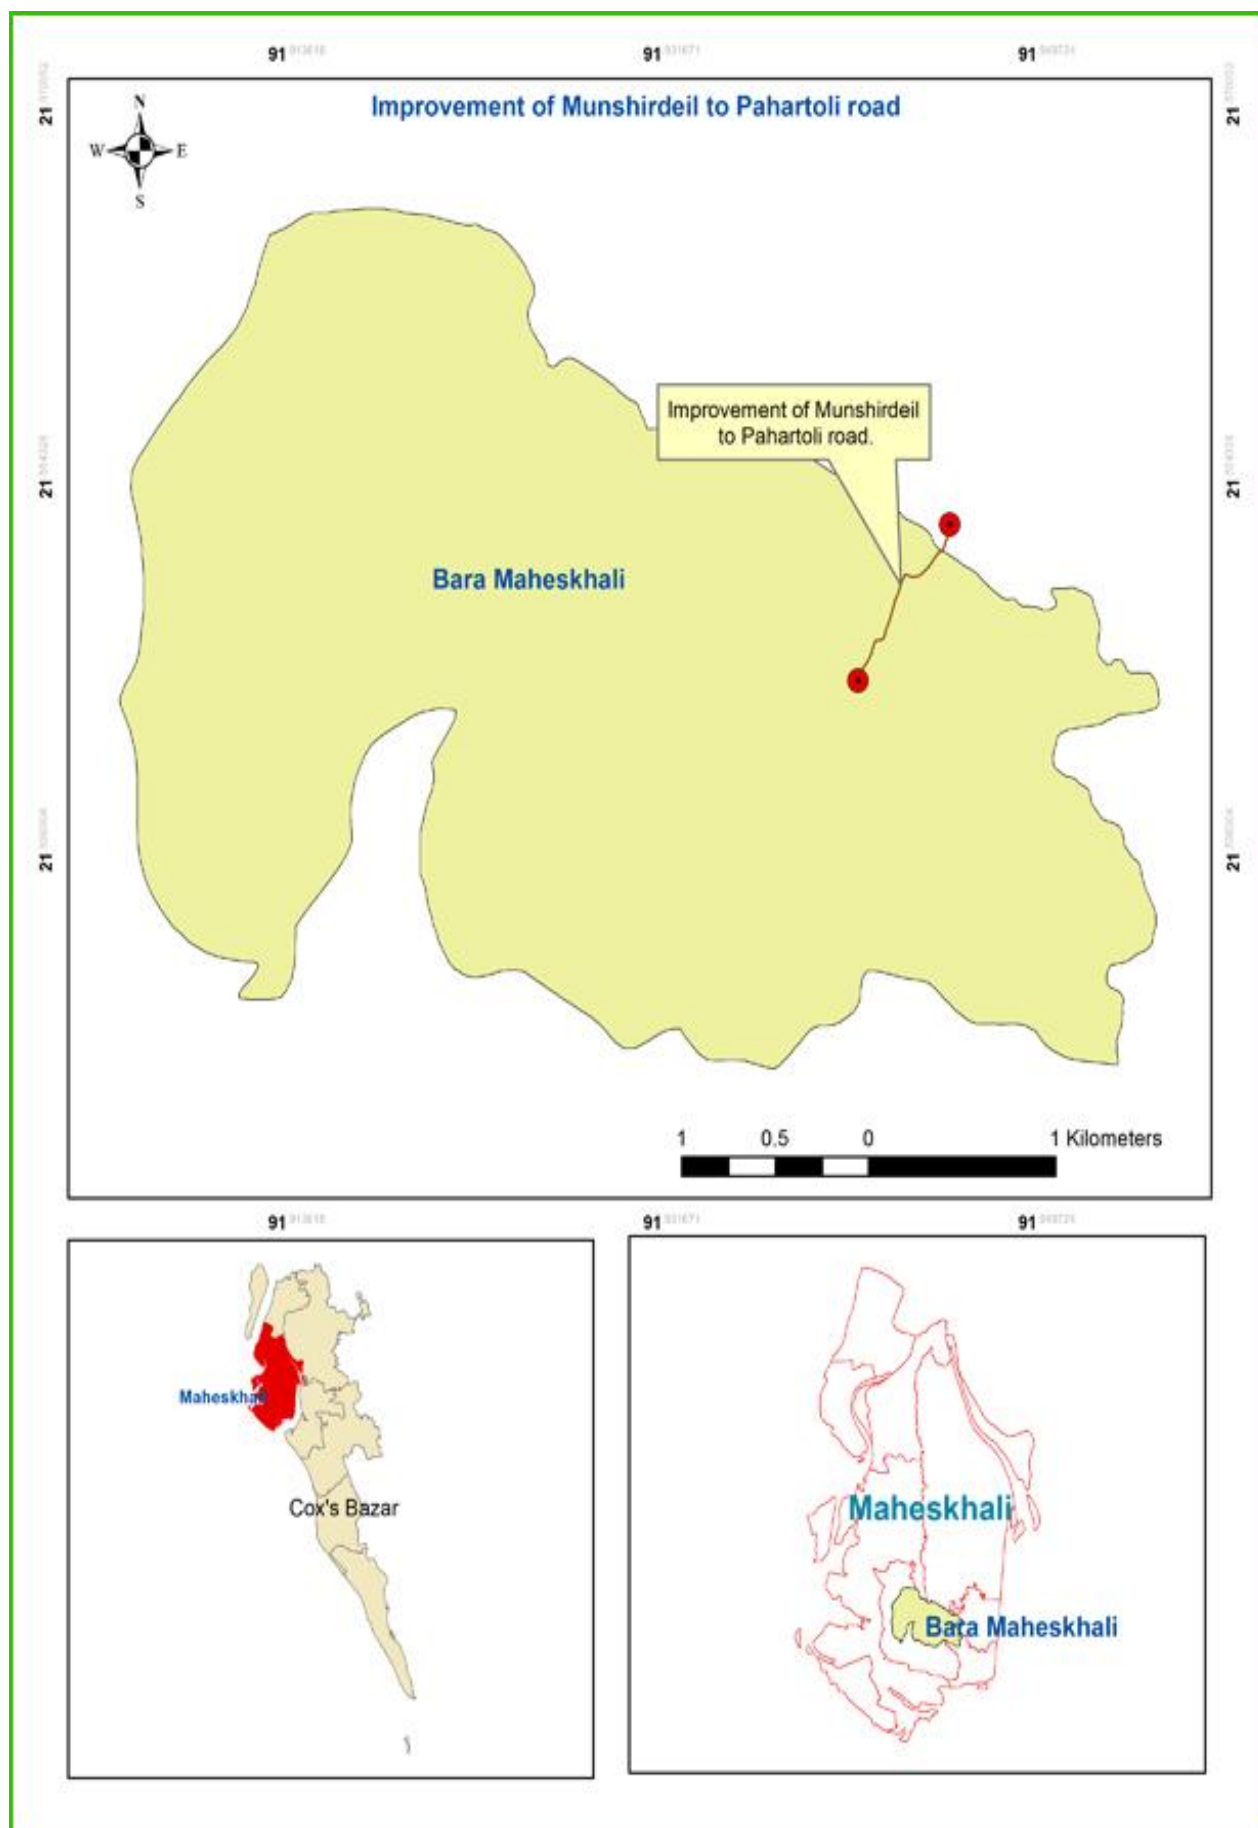 91 91 91
21 21
Improvement of Munshirdeil to Pahartoli road
N
W E
S
Improvement of Munshirdeil
to Pahartoli road.
21 21
Bara Maheskhali
21 21
1 0.5 0 1 Kilometers
91 91 91
Maheskhali
Cox's Bazar
Maheskhali
Bara Maheskhali